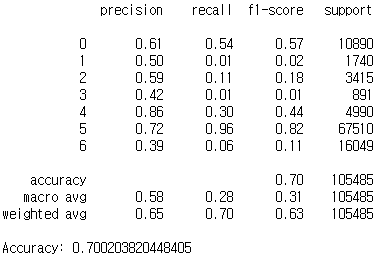 precision recall f1-score support
0 0.61 0.54 0.57 10890
1 0.50 0.01 0.02 1740
2 0.59 0.11 0.18 3415
3 0.42 0.01 0.01 891
4 0.86 0.30 0.44 4990
5 0.72 0.96 0.82 67510
6 0.39 0.06 0.11 16049
accuracy 0.70 105485
macro avg 0.58 0.28 0.31 105485
weighted avg 0.65 0.70 0.63 105485
Accuracy: 0.700203820448405